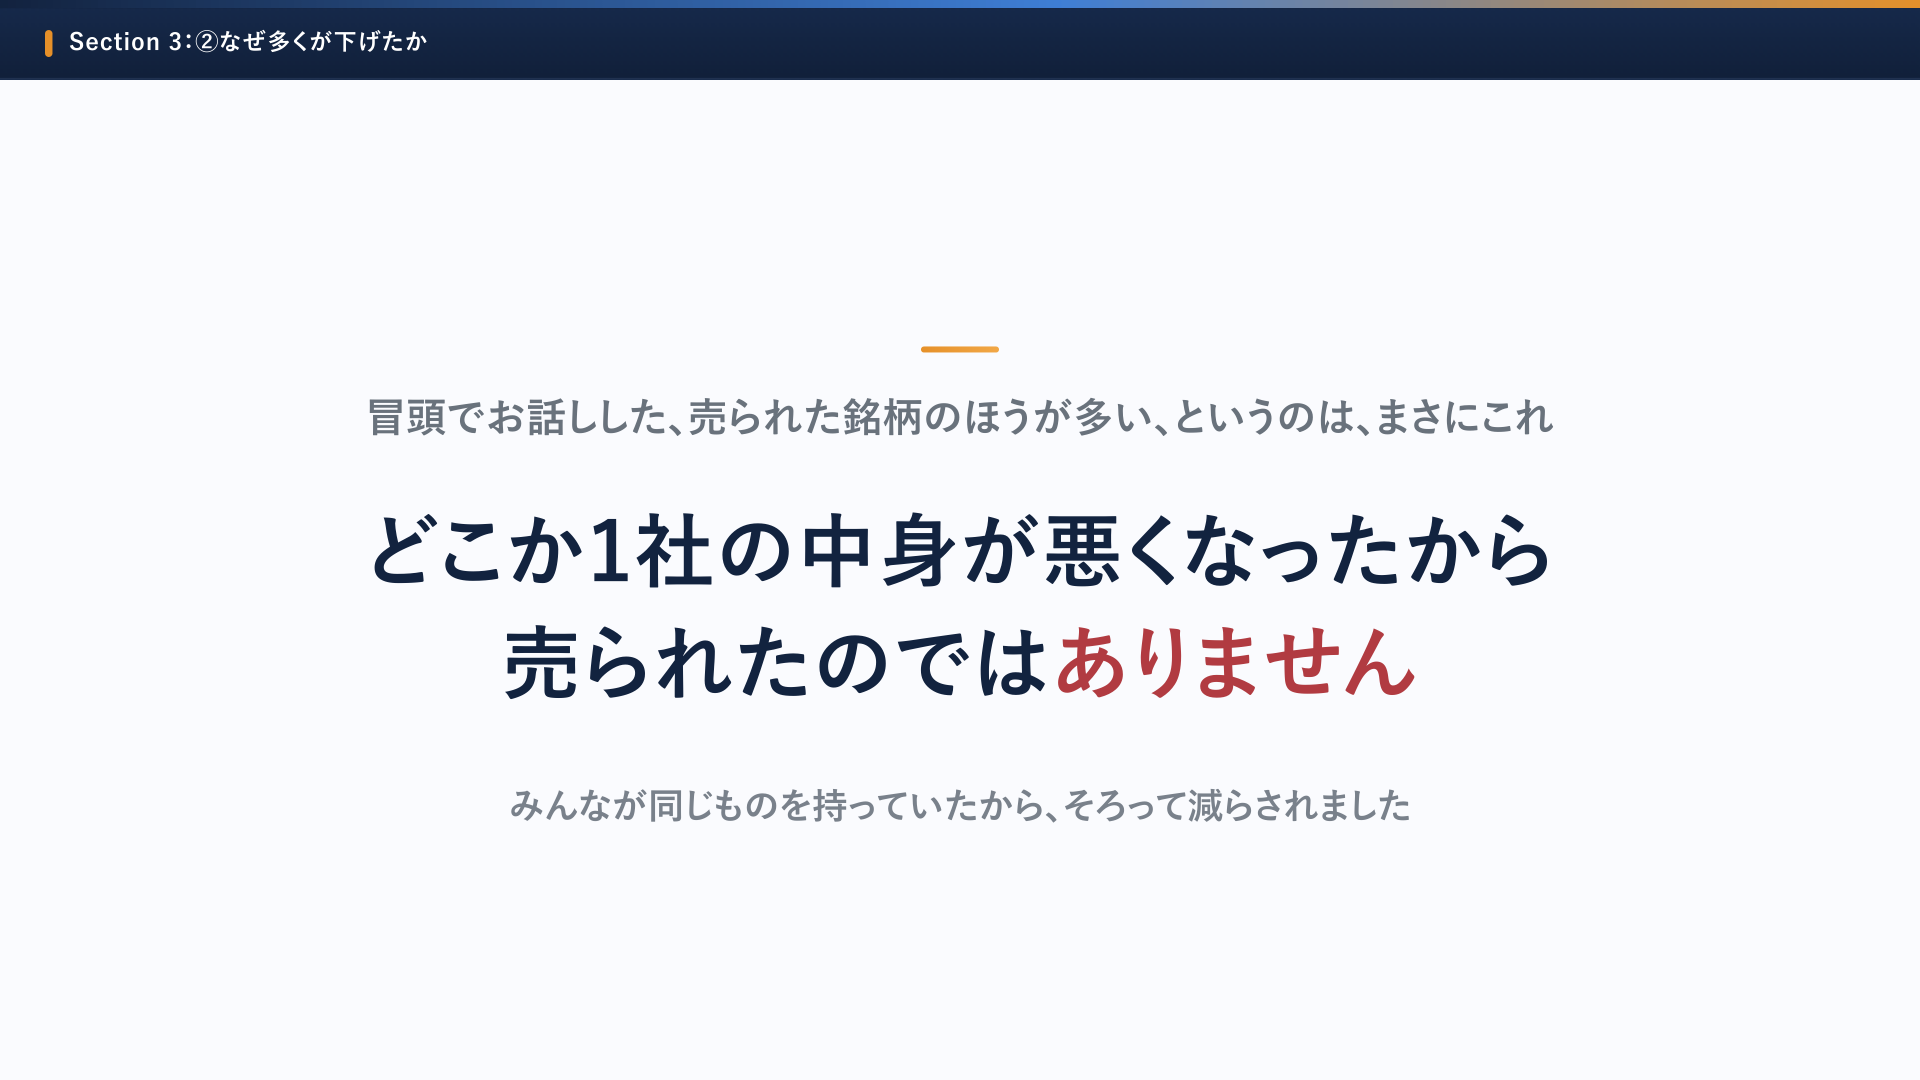 Section 3：②なぜ多くが下げたか
冒頭でお話しした、売られた銘柄のほうが多い、というのは、まさにこれ
どこか1社の中身が悪くなったから
売られたのではありません
みんなが同じものを持っていたから、そろって減らされました